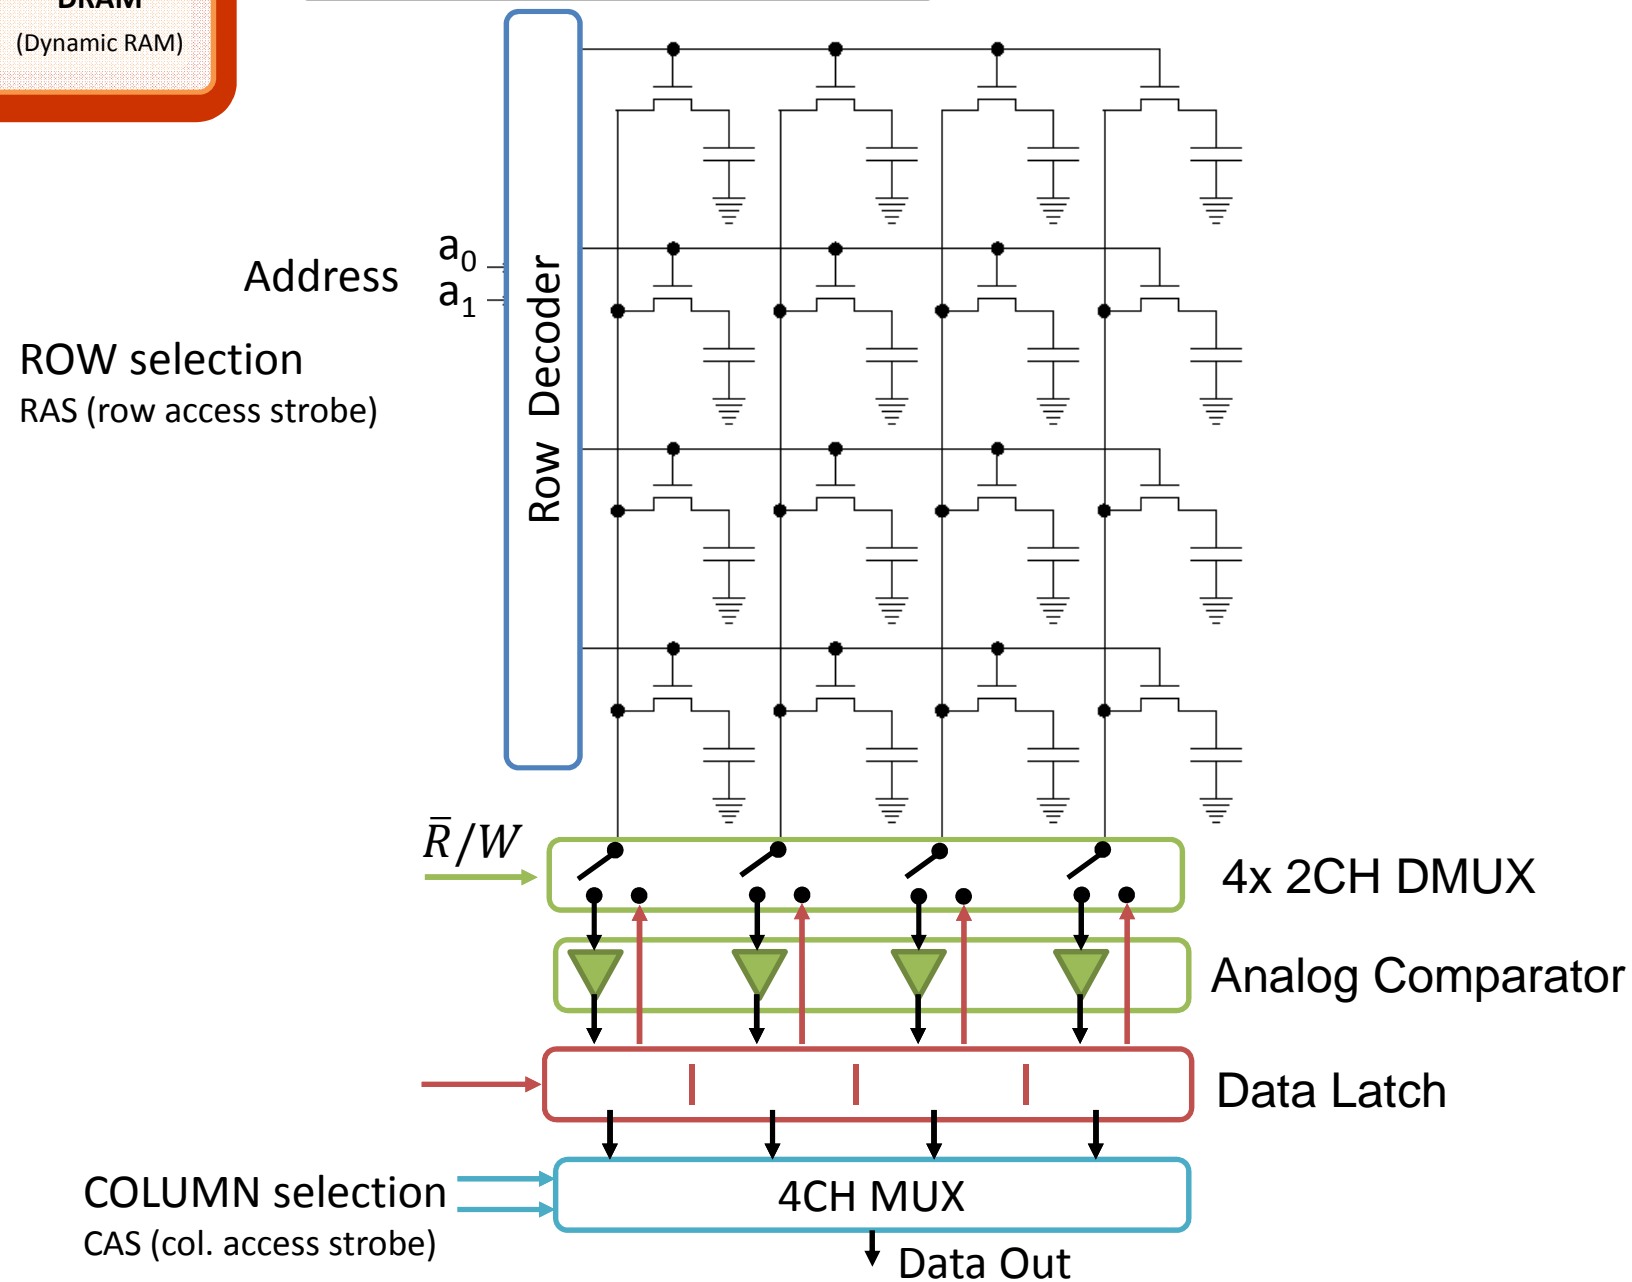 DRAM
(Dynamic RAM)
Address
a0
a1
ROW selection
RAS (row access strobe)
Row Decoder
R̅/W
4x 2CH DMUX
Analog Comparator
Data Latch
COLUMN selection
CAS (col. access strobe)
4CH MUX
Data Out